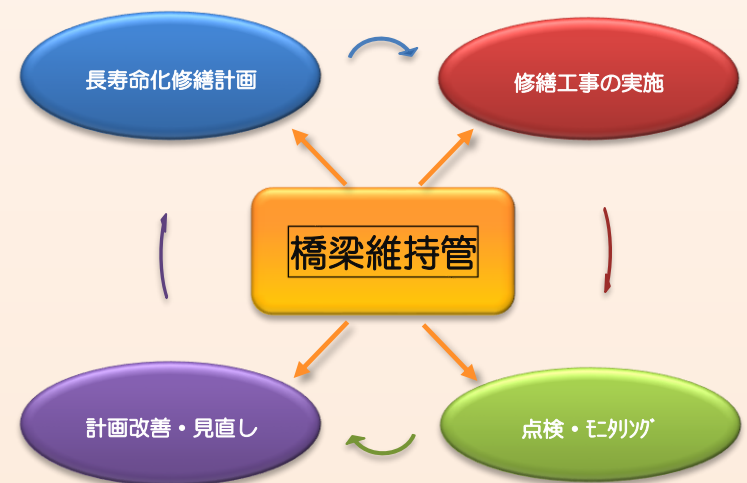 長寿命化修繕計画
修繕工事の実施
橋梁維持管
計画改善・見直し
点検・ﾓﾆﾀﾘﾝｸﾞ